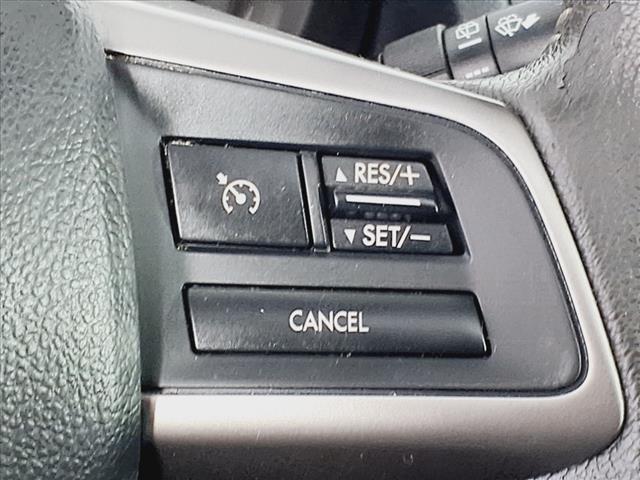 ▲ RES/+
▼ SET/–
CANCEL